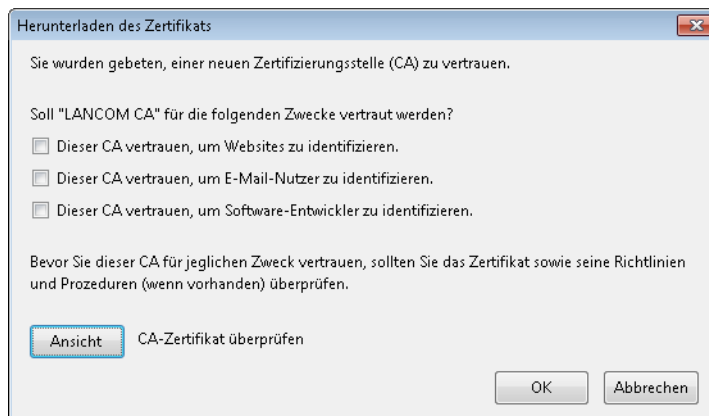 Herunterladen des Zertifikats
Sie wurden gebeten, einer neuen Zertifizierungsstelle (CA) zu vertrauen.
Soll "LANCOM CA" für die folgenden Zwecke vertraut werden?
Dieser CA vertrauen, um Websites zu identifizieren.
Dieser CA vertrauen, um E-Mail-Nutzer zu identifizieren.
Dieser CA vertrauen, um Software-Entwickler zu identifizieren.
Bevor Sie dieser CA für jeglichen Zweck vertrauen, sollten Sie das Zertifikat sowie seine Richtlinien
und Prozeduren (wenn vorhanden) überprüfen.
Ansicht CA-Zertifikat überprüfen
OK Abbrechen